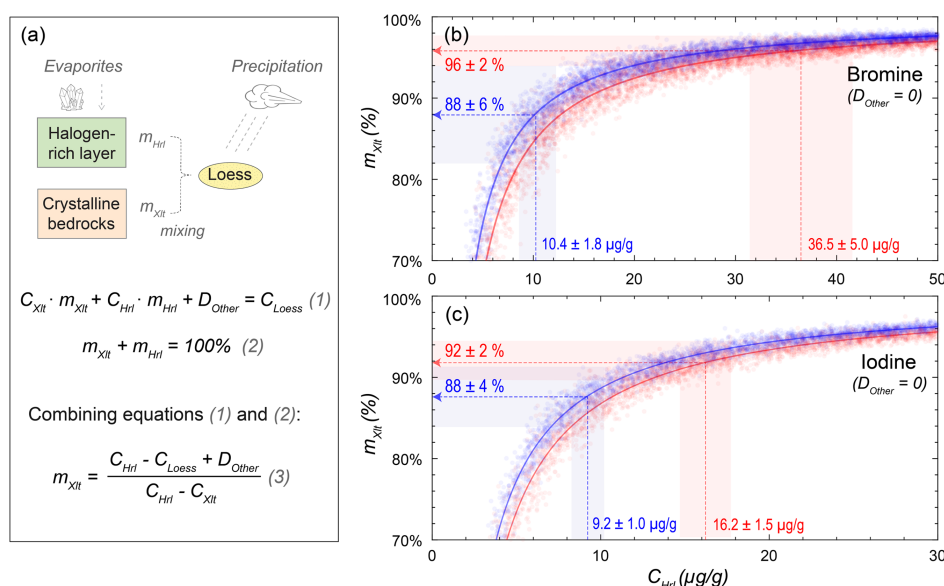 (a)
Evaporites
Precipitation
Halogen-
rich layer
m_Hrl
Loess
Crystalline
bedrocks
m_Xlt
mixing
C_Xlt · m_Xlt + C_Hrl · m_Hrl + D_Other = C_Loess (1)
m_Xlt + m_Hrl = 100% (2)
Combining equations (1) and (2):
m_Xlt = (C_Hrl - C_Loess + D_Other) / (C_Hrl - C_Xlt) (3)
(b)
100%
90%
80%
70%
m_Xlt (%)
96 ± 2 %
88 ± 6 %
Bromine
(D_Other = 0)
10.4 ± 1.8 µg/g
36.5 ± 5.0 µg/g
0 10 20 30 40 50
(c)
100%
90%
80%
70%
m_Xlt (%)
92 ± 2 %
88 ± 4 %
Iodine
(D_Other = 0)
9.2 ± 1.0 µg/g
16.2 ± 1.5 µg/g
0 10 20 30
C_Hrl (µg/g)